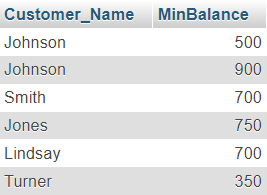 Customer_Name MinBalance
Johnson 500
Johnson 900
Smith 700
Jones 750
Lindsay 700
Turner 350